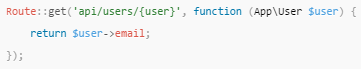 Route::get('api/users/{user}', function (App\User $user) {
    return $user->email;
});